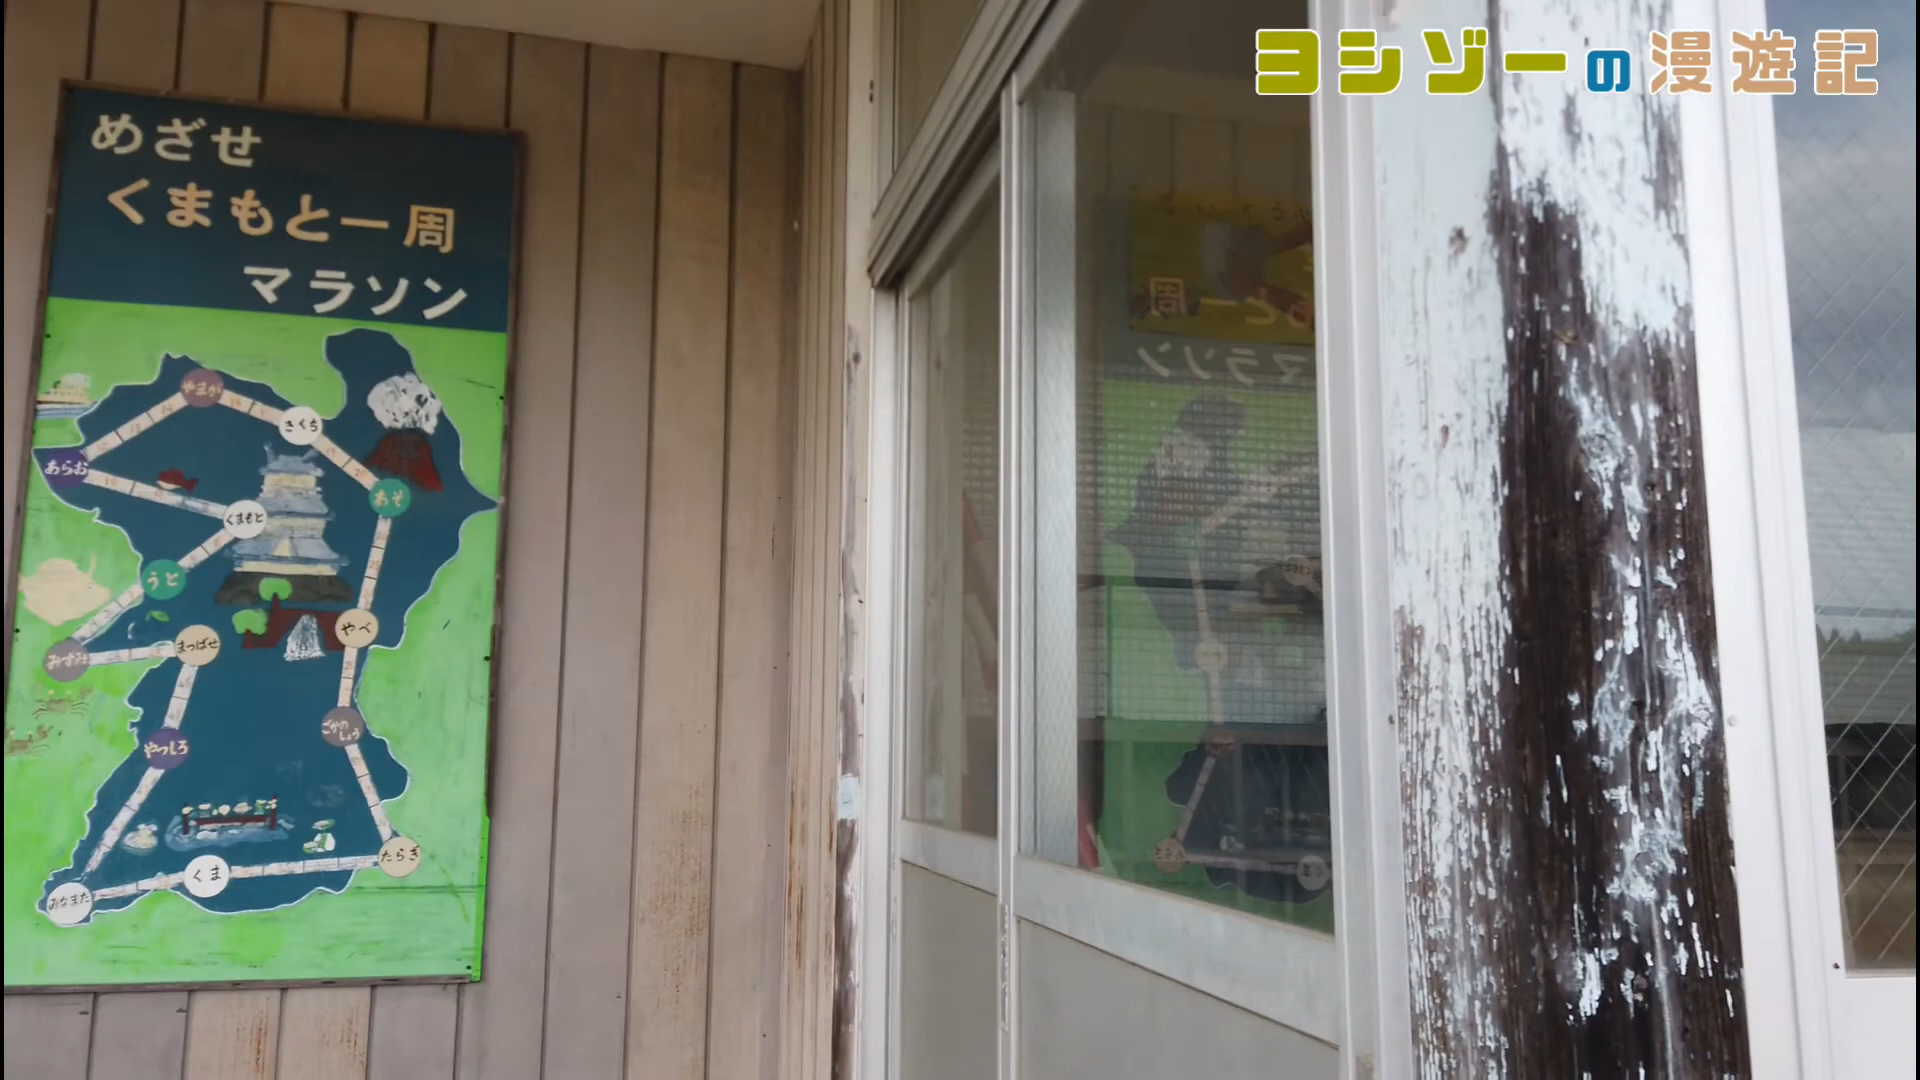 ヨシゾーの漫遊記
めざせ
くまもと一周
マラソン
やまが
きくち
あらお
あそ
くまもと
うと
やべ
まつばせ
みすみ
ごかのしょう
やつしろ
たらぎ
くま
みなまた